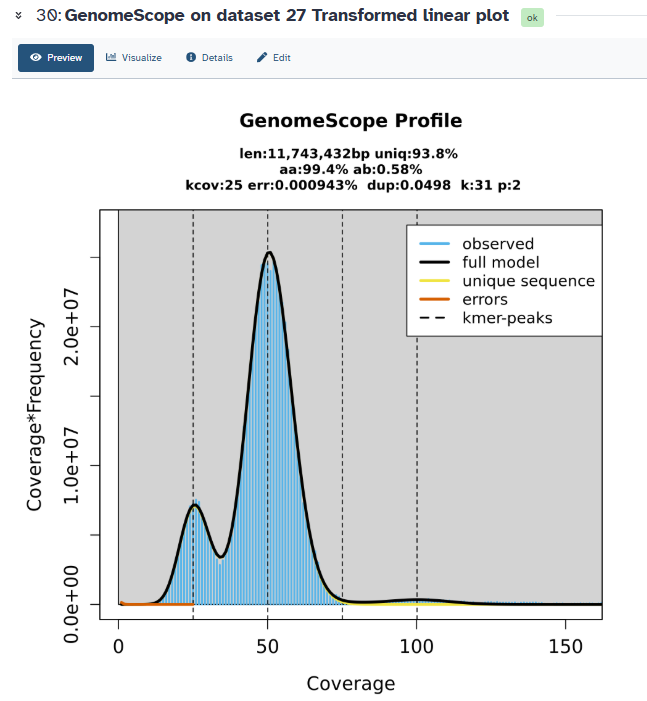 30: GenomeScope on dataset 27 Transformed linear plot ok
Preview Visualize Details Edit
GenomeScope Profile
len:11,743,432bp uniq:93.8%
aa:99.4% ab:0.58%
kcov:25 err:0.000943% dup:0.0498 k:31 p:2
observed
full model
unique sequence
errors
kmer-peaks
Coverage*Frequency
0.0e+00 1.0e+07 2.0e+07
0 50 100 150
Coverage